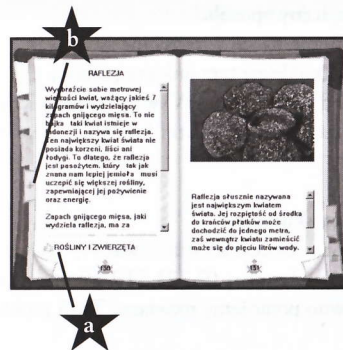 b
RAFLEZJA
Wyobraźcie sobie metrowej
wielkości kwiat, ważący jakieś 7
kilogramów i wydzielający
zapach gnijącego mięsa. To nie
bajka taki kwiat istnieje w
Indonezji i nazywa się raflezja.
Ten największy kwiat świata nie
posiada korzeni, liści ani
łodygi. To dlatego, że raflezja
jest pasożytem, który tak jak
znana nam lepiej jemioła musi
uczepić się większej rośliny,
zapewniającej jej pożywienie
oraz energię.
Zapach gnijącego mięsa, jaki
wydziela raflezja, ma za
ROŚLINY I ZWIERZĘTA
130
Raflezja słusznie nazywana
jest największym kwiatem
świata. Jej rozpiętość od środka
do krańców płatków może
dochodzić do jednego metra,
zaś wewnątrz kwiatu zamieścić
może się do pięciu litrów wody.
131
a